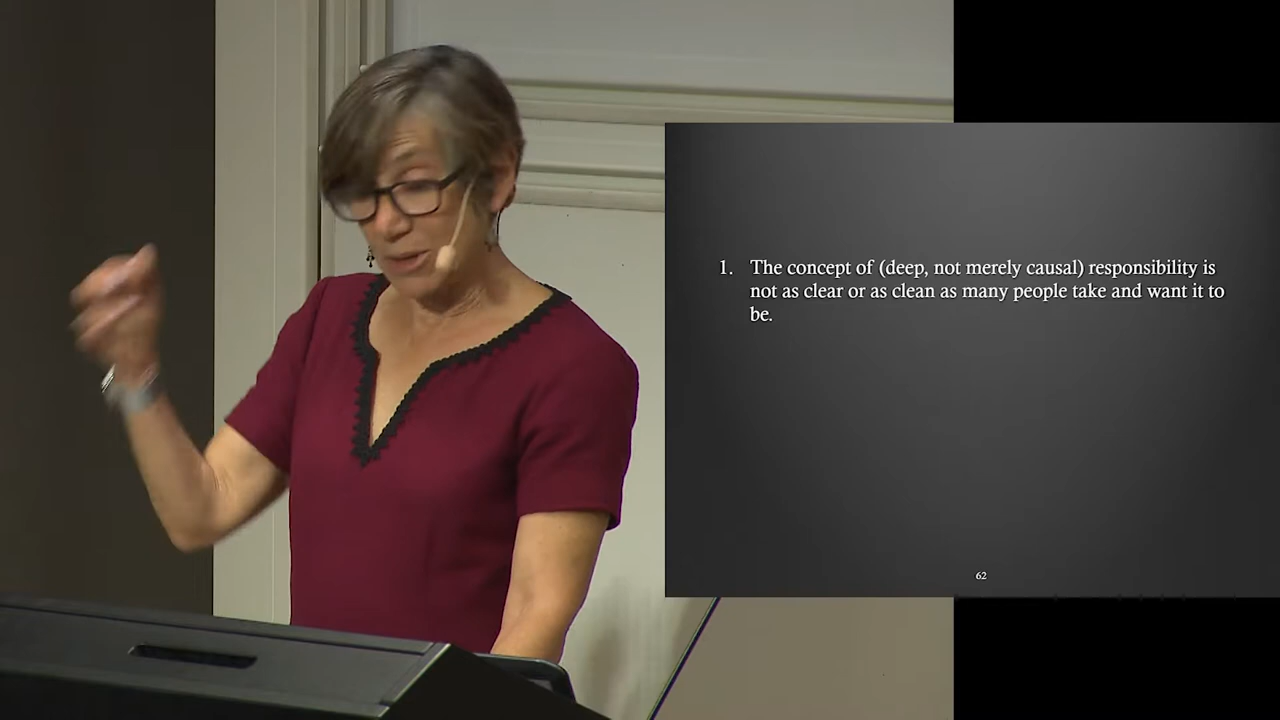 1. The concept of (deep, not merely causal) responsibility is
not as clear or as clean as many people take and want it to
be.
62